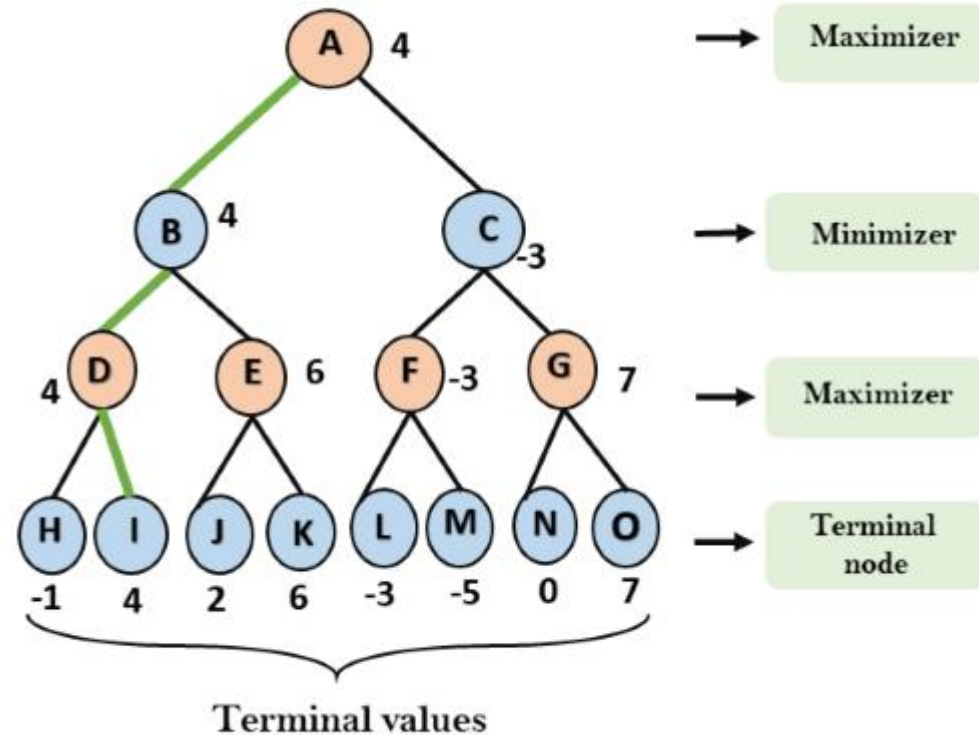 A 4 Maximizer
B 4 C -3 Minimizer
D 4 E 6 F -3 G 7 Maximizer
H I J K L M N O Terminal
node
-1 4 2 6 -3 -5 0 7
Terminal values